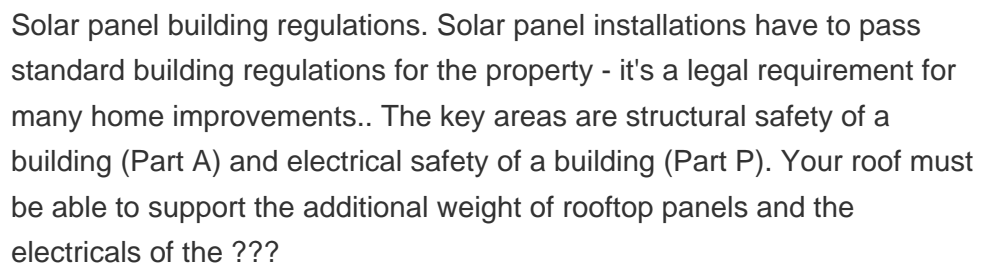 Solar panel building regulations. Solar panel installations have to pass
standard building regulations for the property - it's a legal requirement for
many home improvements.. The key areas are structural safety of a
building (Part A) and electrical safety of a building (Part P). Your roof must
be able to support the additional weight of rooftop panels and the
electricals of the ???